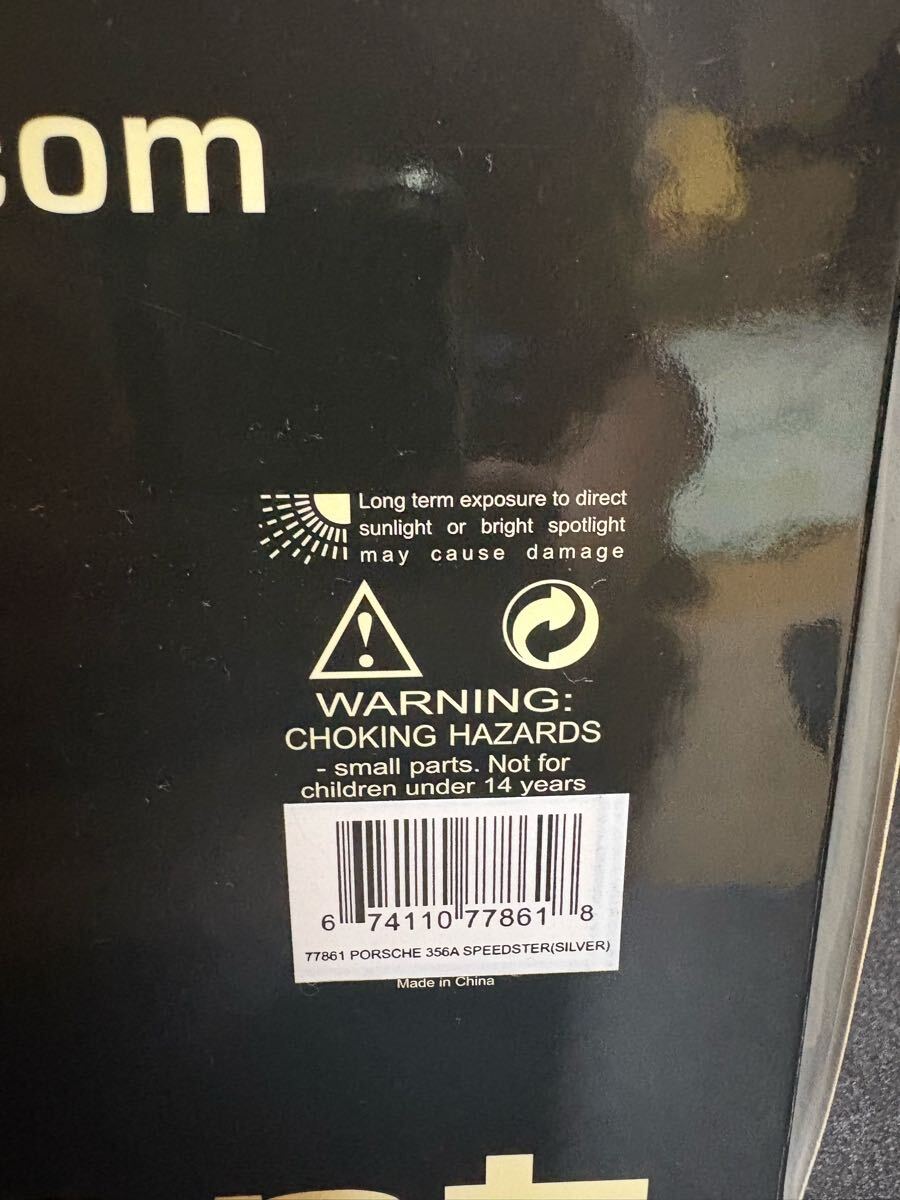 com
Long term exposure to direct
sunlight or bright spotlight
may cause damage
WARNING:
CHOKING HAZARDS
- small parts. Not for
children under 14 years
6 74110 77861 8
77861 PORSCHE 356A SPEEDSTER(SILVER)
Made in China